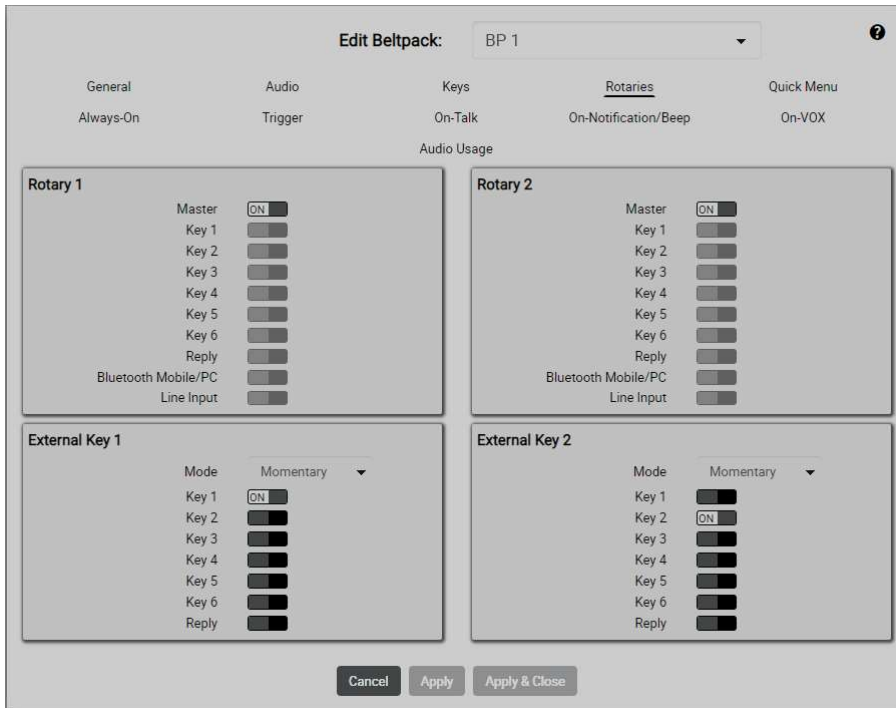 Edit Beltpack: BP 1 ?
General Audio Keys Rotaries Quick Menu
Always-On Trigger On-Talk On-Notification/Beep On-VOX
Audio Usage
Rotary 1
Master ON
Key 1
Key 2
Key 3
Key 4
Key 5
Key 6
Reply
Bluetooth Mobile/PC
Line Input
Rotary 2
Master ON
Key 1
Key 2
Key 3
Key 4
Key 5
Key 6
Reply
Bluetooth Mobile/PC
Line Input
External Key 1
Mode Momentary
Key 1 ON
Key 2
Key 3
Key 4
Key 5
Key 6
Reply
External Key 2
Mode Momentary
Key 1
Key 2 ON
Key 3
Key 4
Key 5
Key 6
Reply
Cancel Apply Apply & Close